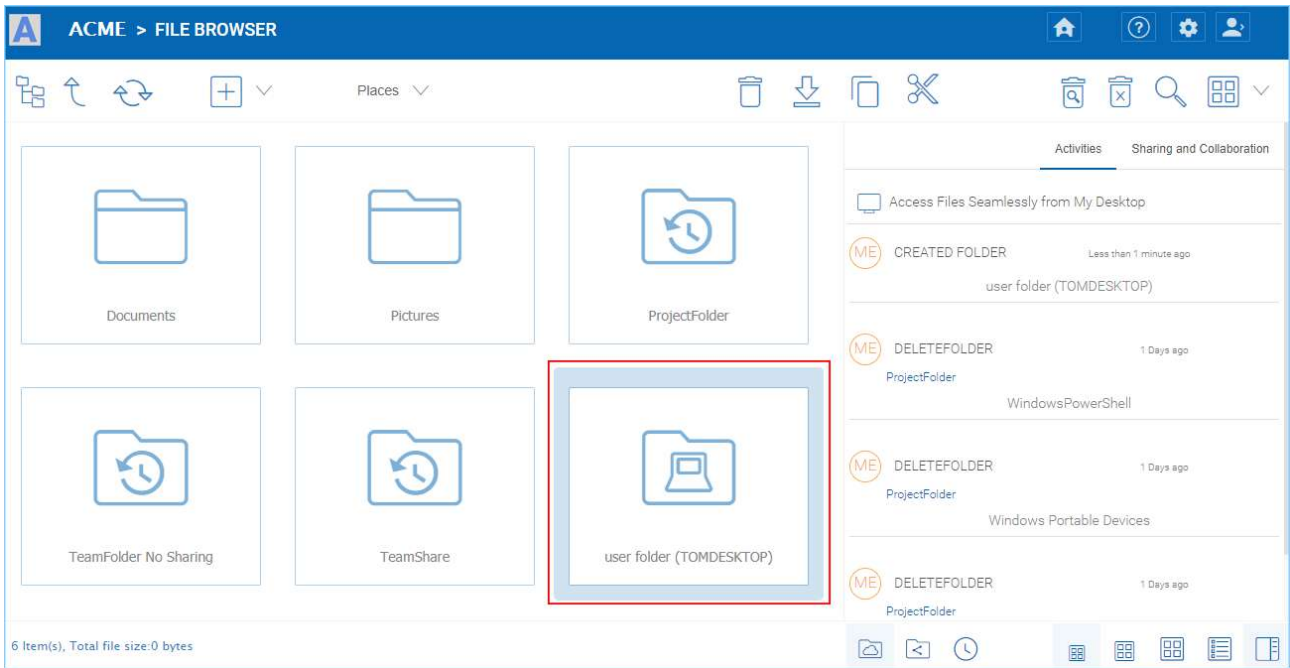 A ACME > FILE BROWSER
Places
Activities Sharing and Collaboration
Access Files Seamlessly from My Desktop
ME CREATED FOLDER Less than 1 minute ago
user folder (TOMDESKTOP)
ME DELETEFOLDER 1 Days ago
ProjectFolder
WindowsPowerShell
ME DELETEFOLDER 1 Days ago
ProjectFolder
Windows Portable Devices
ME DELETEFOLDER 1 Days ago
ProjectFolder
Documents Pictures ProjectFolder
TeamFolder No Sharing TeamShare user folder (TOMDESKTOP)
6 Item(s), Total file size:0 bytes